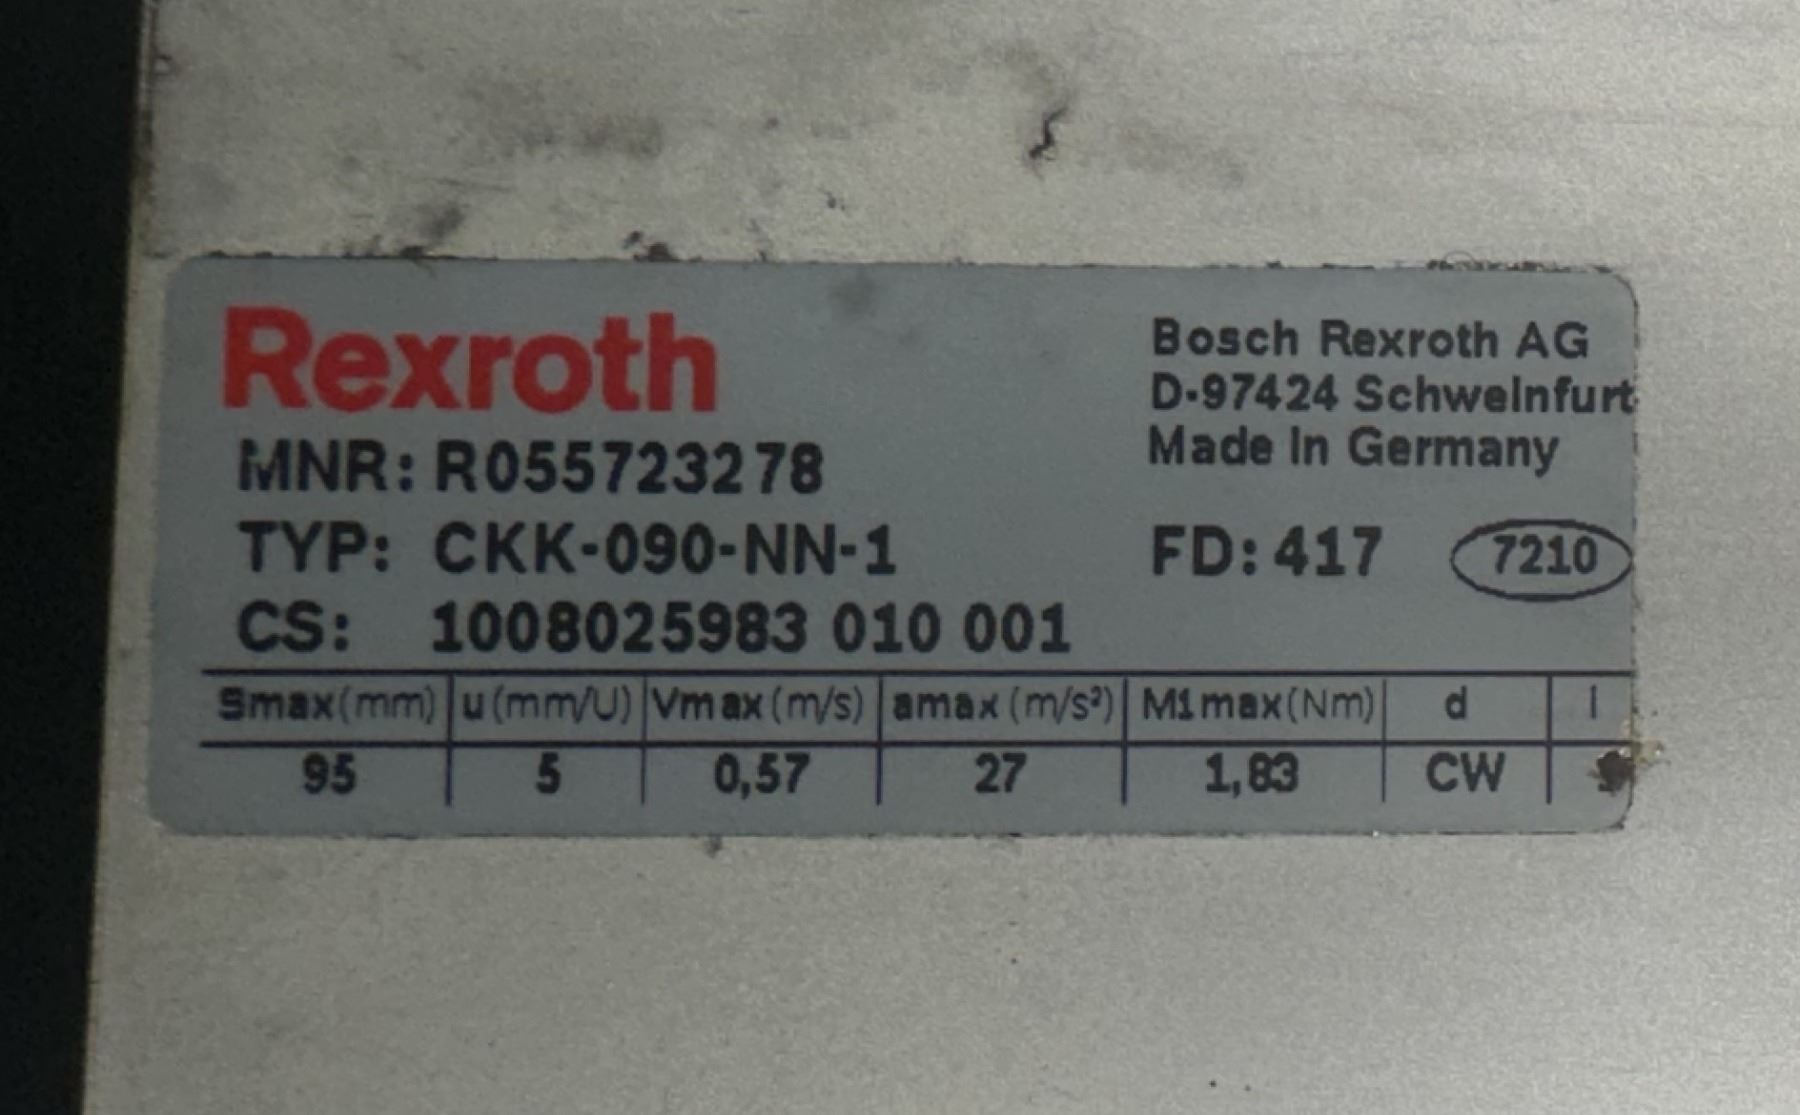 Rexroth
Bosch Rexroth AG
D-97424 Schweinfurt
Made in Germany
MNR: R055723278
TYP: CKK-090-NN-1
FD: 417 7210
CS: 1008025983 010 001
Smax (mm) u (mm/U) Vmax (m/s) amax (m/s²) M1max (Nm) d i
95 5 0,57 27 1,83 CW